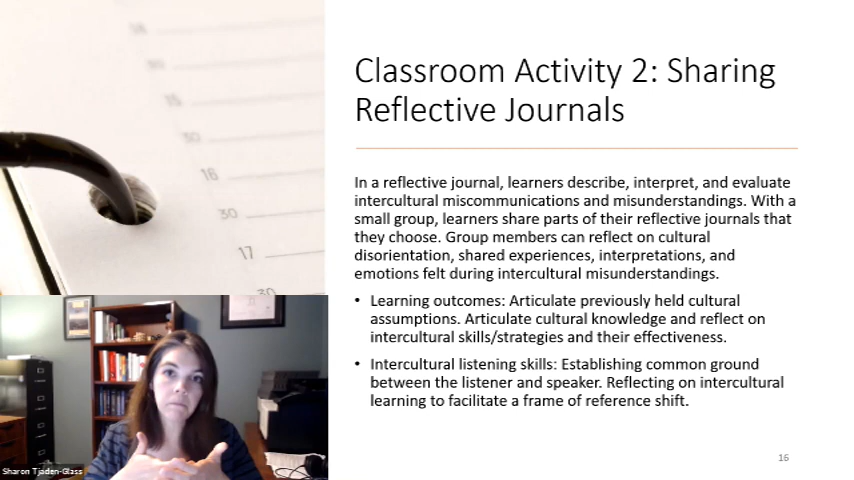 Classroom Activity 2: Sharing
Reflective Journals
In a reflective journal, learners describe, interpret, and evaluate
intercultural miscommunications and misunderstandings. With a
small group, learners share parts of their reflective journals that
they choose. Group members can reflect on cultural
disorientation, shared experiences, interpretations, and
emotions felt during intercultural misunderstandings.
• Learning outcomes: Articulate previously held cultural
assumptions. Articulate cultural knowledge and reflect on
intercultural skills/strategies and their effectiveness.
• Intercultural listening skills: Establishing common ground
between the listener and speaker. Reflecting on intercultural
learning to facilitate a frame of reference shift.
16
30
16
30
17
30
Sharon Tjaden-Glass